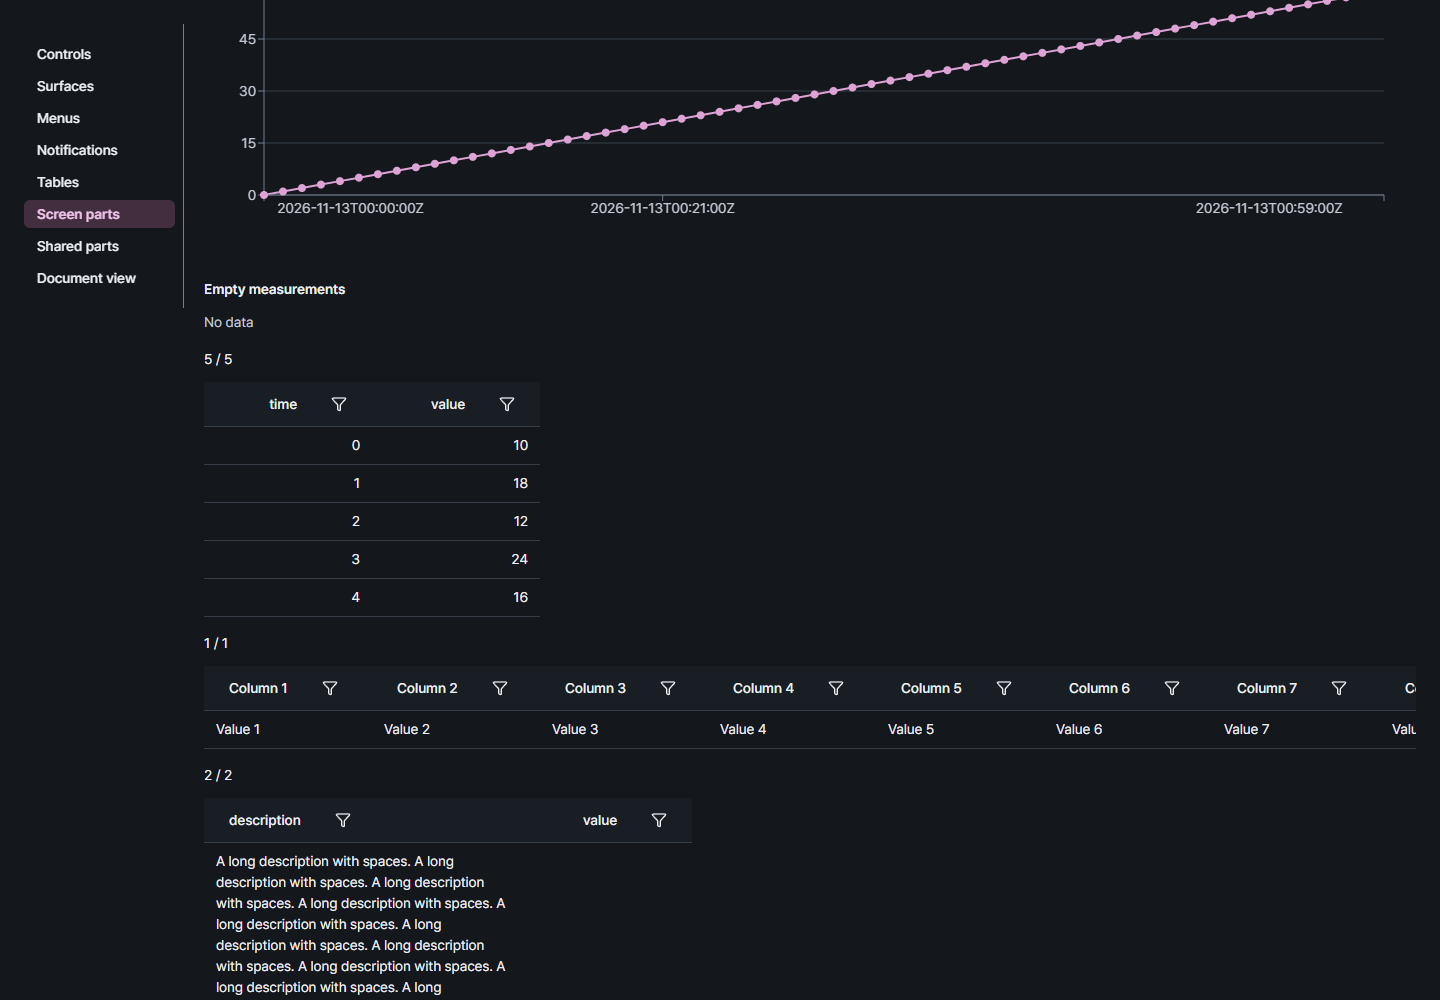 Controls
Surfaces
Menus
Notifications
Tables
Screen parts
Shared parts
Document view
45
30
15
0
2026-11-13T00:00:00Z 2026-11-13T00:21:00Z 2026-11-13T00:59:00Z
Empty measurements
No data
5 / 5
time value
0 10
1 18
2 12
3 24
4 16
1 / 1
Column 1 Column 2 Column 3 Column 4 Column 5 Column 6 Column 7
Value 1 Value 2 Value 3 Value 4 Value 5 Value 6 Value 7
2 / 2
description value
A long description with spaces. A long
description with spaces. A long description
with spaces. A long description with spaces. A
long description with spaces. A long
description with spaces. A long description
with spaces. A long description with spaces. A
long description with spaces. A long